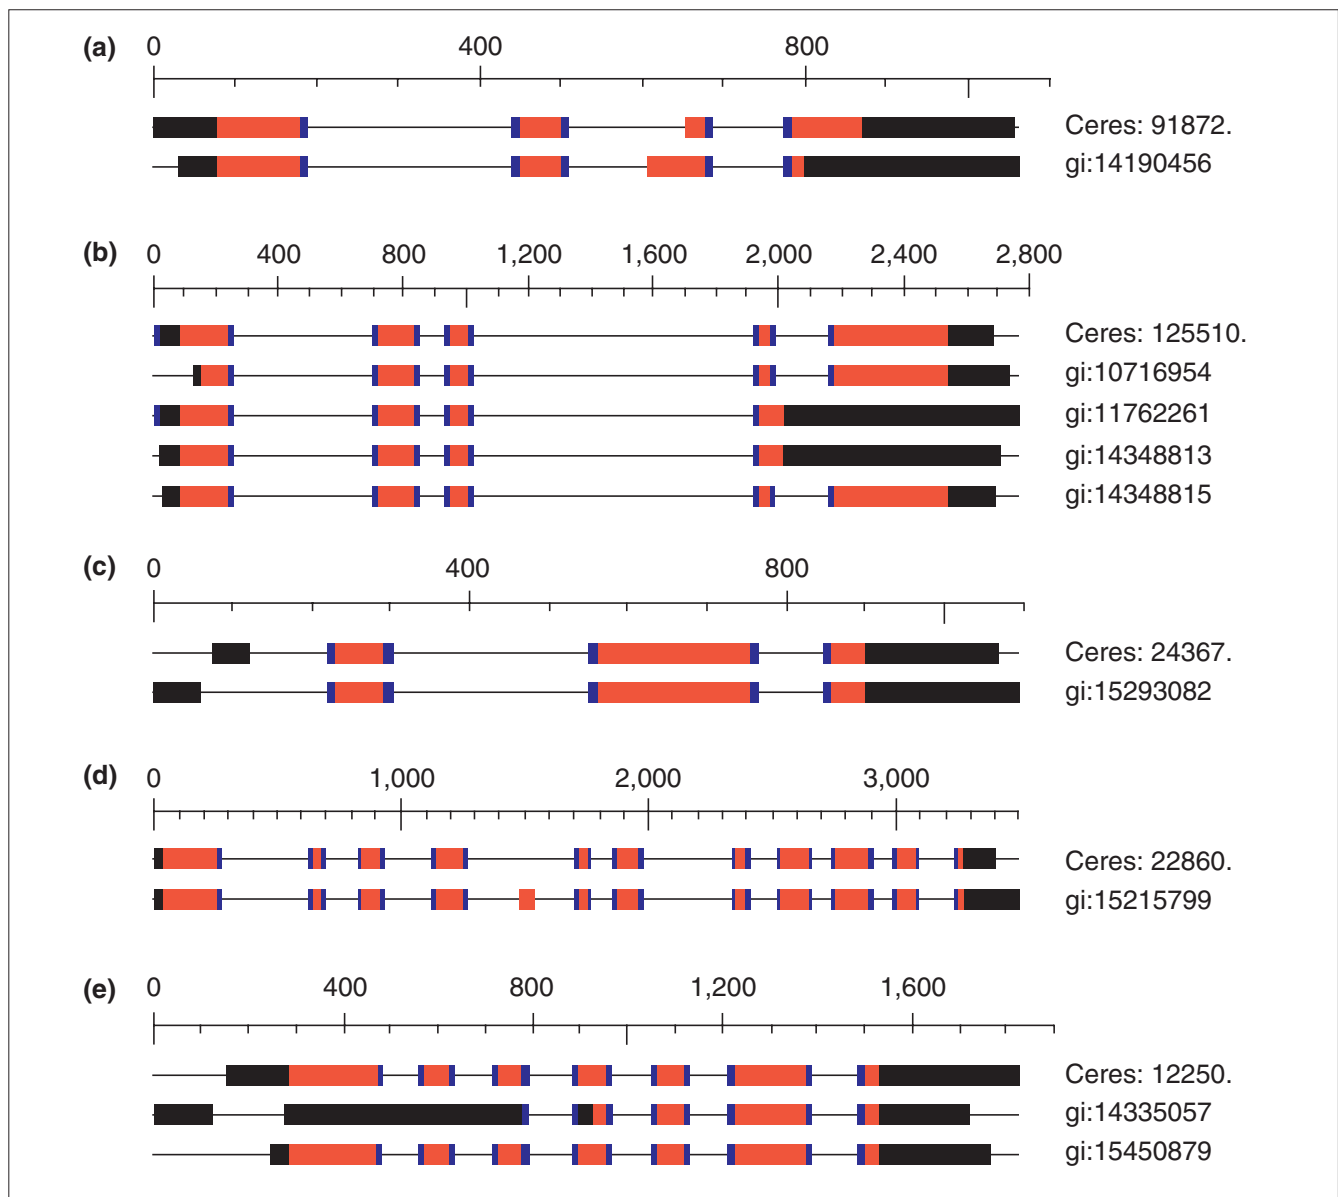 (a) 0 400 800
Ceres: 91872.
gi:14190456
(b) 0 400 800 1,200 1,600 2,000 2,400 2,800
Ceres: 125510.
gi:10716954
gi:11762261
gi:14348813
gi:14348815
(c) 0 400 800
Ceres: 24367.
gi:15293082
(d) 0 1,000 2,000 3,000
Ceres: 22860.
gi:15215799
(e) 0 400 800 1,200 1,600
Ceres: 12250.
gi:14335057
gi:15450879